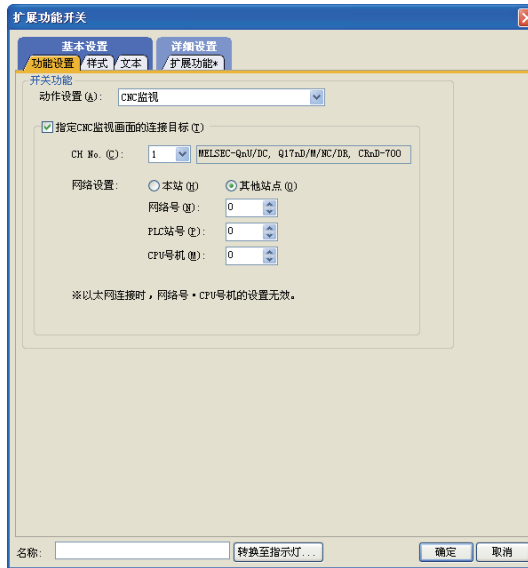 扩展功能开关
基本设置 详细设置
功能设置 样式 文本 扩展功能*
开关功能
动作设置(A): CNC监视
指定CNC监视画面的连接目标(T)
CH No.(C): 1 MELSEC-QnU/DC, Q17nD/M/NC/DR, CRnD-700
网络设置: 本站(H) 其他站点(O)
网络号(N): 0
PLC站号(P): 0
CPU号机(M): 0
※以太网连接时，网络号・CPU号机的设置无效。
名称: 转换至指示灯... 确定 取消